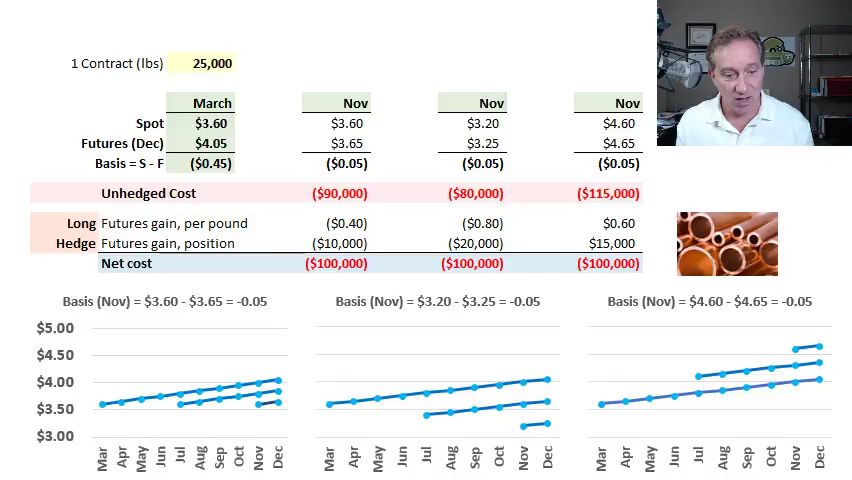 1 Contract (lbs) 25,000
March Nov Nov Nov
Spot $3.60 $3.60 $3.20 $4.60
Futures (Dec) $4.05 $3.65 $3.25 $4.65
Basis = S - F ($0.45) ($0.05) ($0.05) ($0.05)
Unhedged Cost ($90,000) ($80,000) ($115,000)
Long Futures gain, per pound ($0.40) ($0.80) $0.60
Hedge Futures gain, position ($10,000) ($20,000) $15,000
Net cost ($100,000) ($100,000) ($100,000)
Basis (Nov) = $3.60 - $3.65 = -0.05 Basis (Nov) = $3.20 - $3.25 = -0.05 Basis (Nov) = $4.60 - $4.65 = -0.05
$5.00
$4.50
$4.00
$3.50
$3.00
Mar Apr May Jun Jul Aug Sep Oct Nov Dec Mar Apr May Jun Jul Aug Sep Oct Nov Dec Mar Apr May Jun Jul Aug Sep Oct Nov Dec